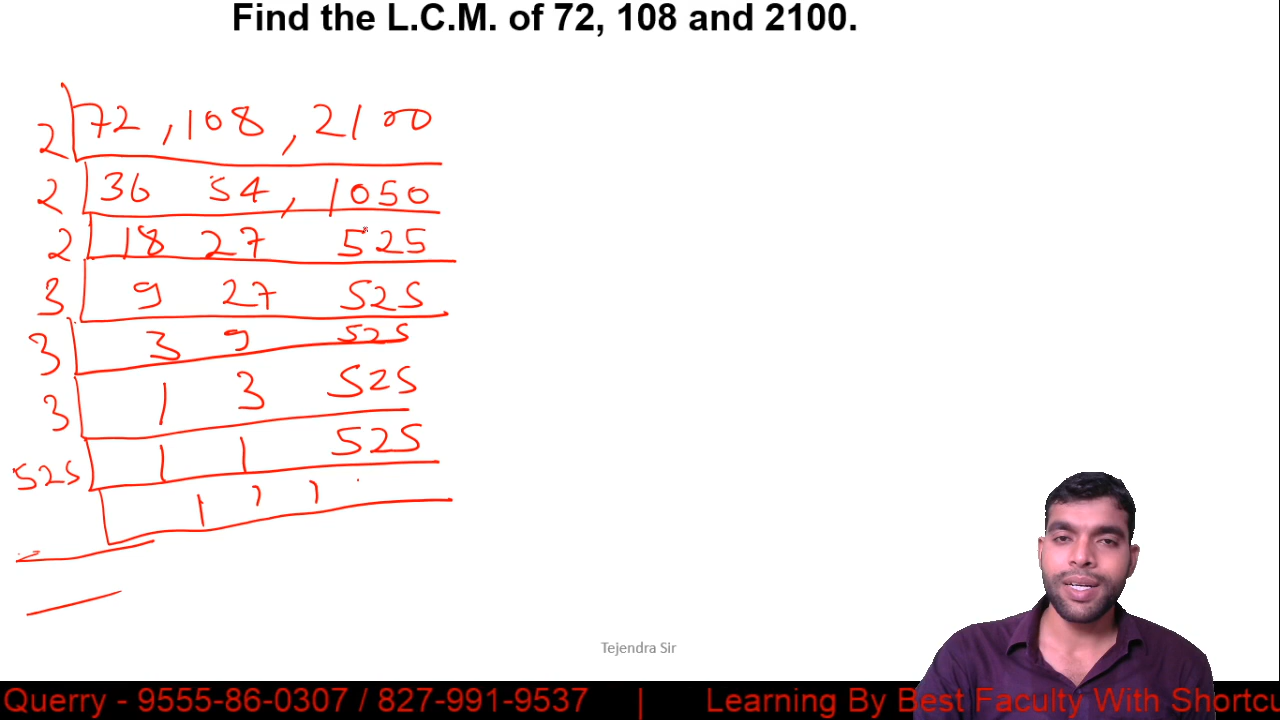 Find the L.C.M. of 72, 108 and 2100.
2 72 , 108 , 2100
2 36 54 , 1050
2 18 27 525
3 9 27 525
3 3 9 525
3 1 3 525
525 1 1 525
1 1 1
Tejendra Sir
Querry - 9555-86-0307 / 827-991-9537 | Learning By Best Faculty With Shortcu